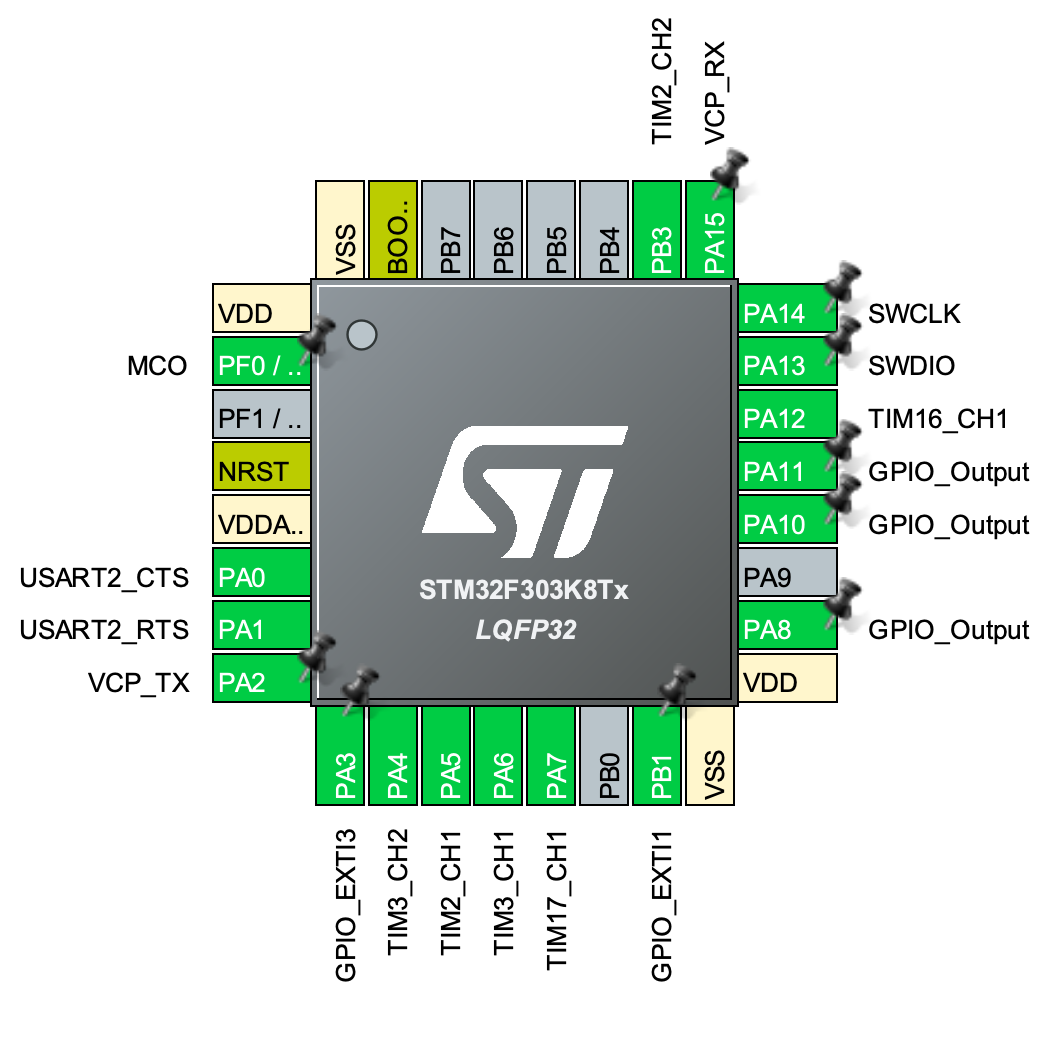 TIM2_CH2
VCP_RX
VSS
BOO..
PB7
PB6
PB5
PB4
PB3
PA15
VDD
MCO
PF0 / ..
PF1 / ..
NRST
VDDA..
USART2_CTS
PA0
USART2_RTS
PA1
VCP_TX
PA2
ST
STM32F303K8Tx
LQFP32
PA14
SWCLK
PA13
SWDIO
PA12
TIM16_CH1
PA11
GPIO_Output
PA10
GPIO_Output
PA9
PA8
GPIO_Output
VDD
PA3
PA4
PA5
PA6
PA7
PB0
PB1
VSS
GPIO_EXTI3
TIM3_CH2
TIM2_CH1
TIM3_CH1
TIM17_CH1
GPIO_EXTI1